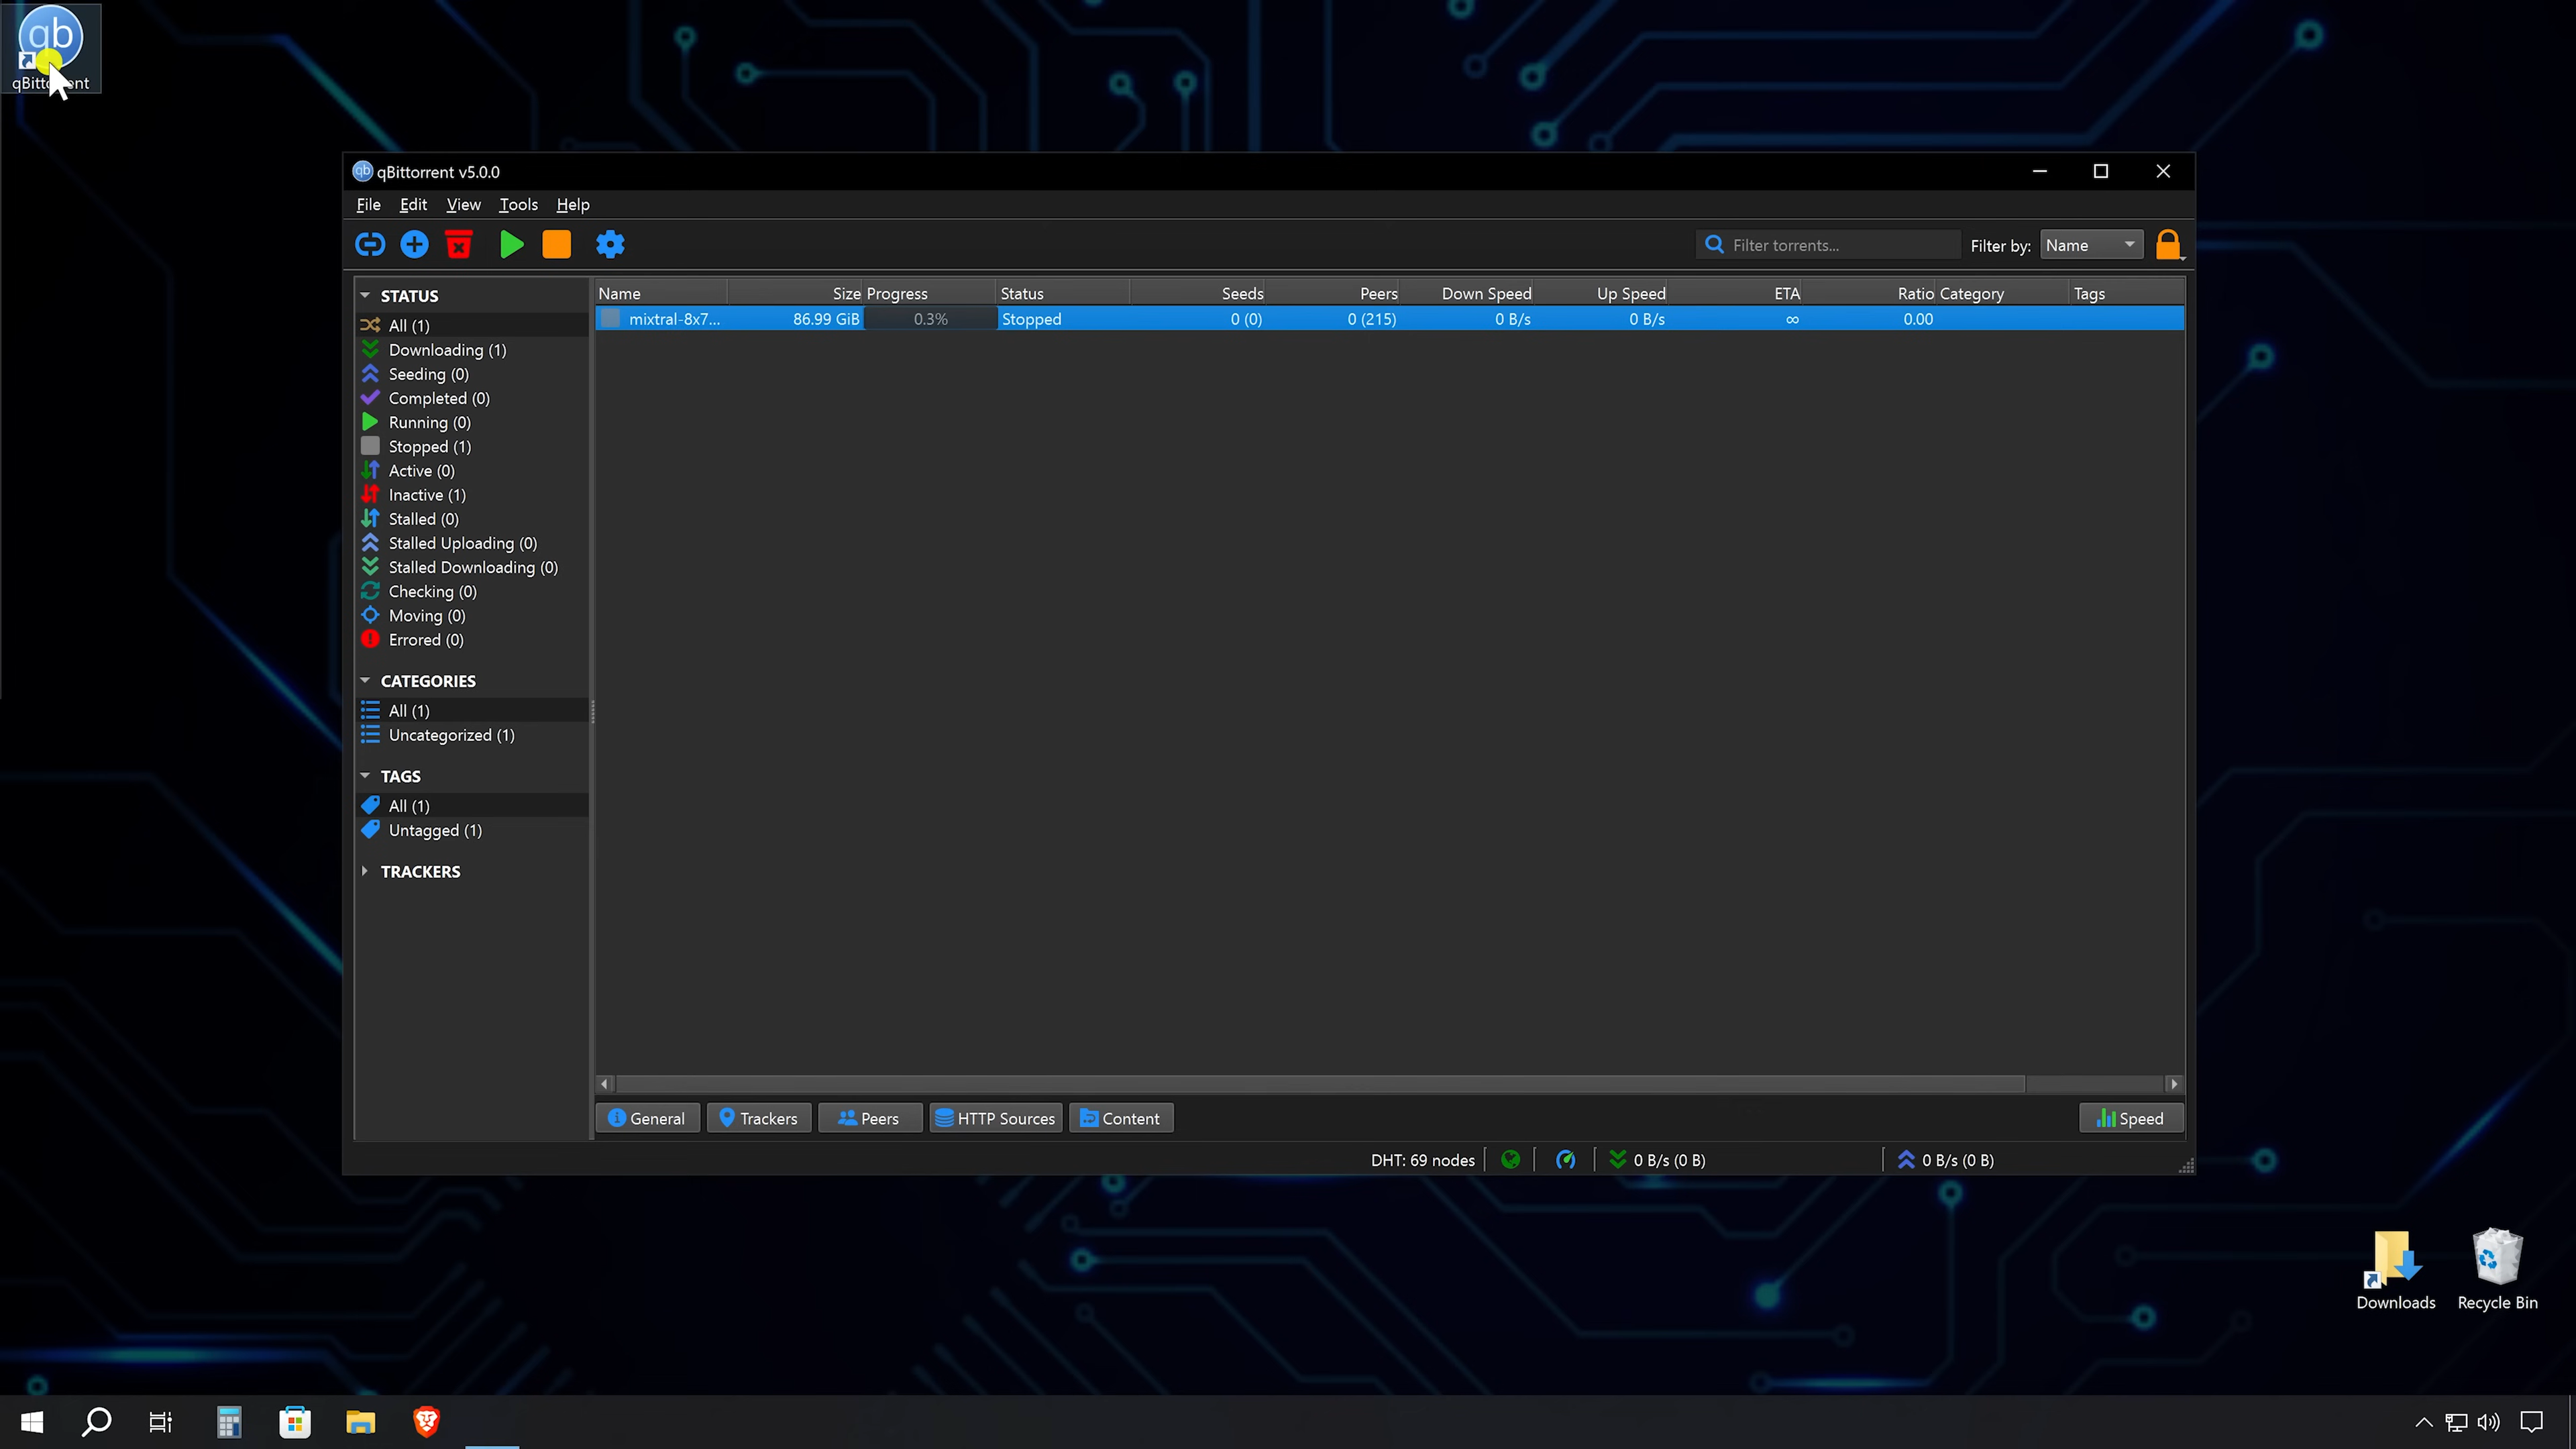 qb
qBittorrent
qBittorrent v5.0.0
File Edit View Tools Help
Filter torrents...
Filter by: Name
STATUS
All (1)
Downloading (1)
Seeding (0)
Completed (0)
Running (0)
Stopped (1)
Active (0)
Inactive (1)
Stalled (0)
Stalled Uploading (0)
Stalled Downloading (0)
Checking (0)
Moving (0)
Errored (0)
CATEGORIES
All (1)
Uncategorized (1)
TAGS
All (1)
Untagged (1)
TRACKERS
Name Size Progress Status Seeds Peers Down Speed Up Speed ETA Ratio Category Tags
mixtral-8x7... 86.99 GiB 0.3% Stopped 0 (0) 0 (215) 0 B/s 0 B/s ∞ 0.00
General Trackers Peers HTTP Sources Content Speed
DHT: 69 nodes 0 B/s (0 B) 0 B/s (0 B)
Downloads
Recycle Bin